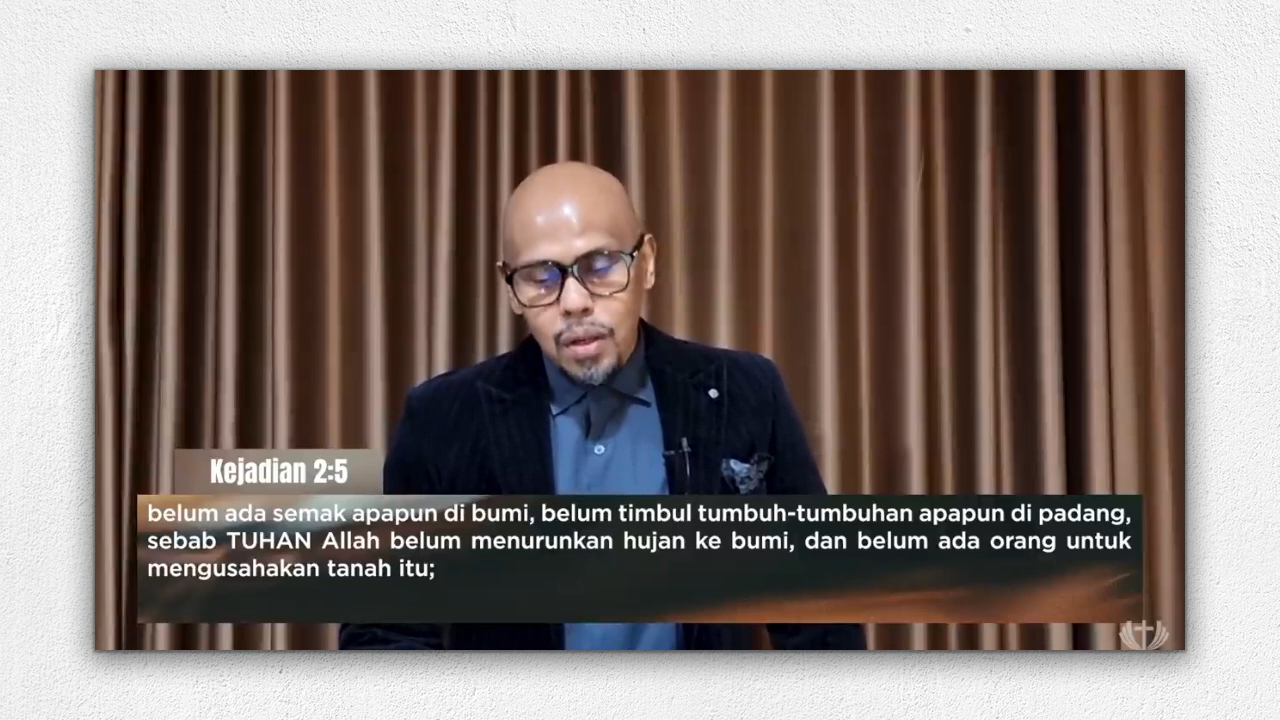 Kejadian 2:5
belum ada semak apapun di bumi, belum timbul tumbuh-tumbuhan apapun di padang,
sebab TUHAN Allah belum menurunkan hujan ke bumi, dan belum ada orang untuk
mengusahakan tanah itu;